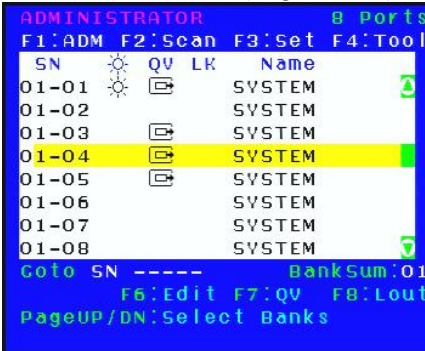 ADMINISTRATOR 8 Ports
F1:ADM F2:Scan F3:Set F4:Tool
SN QV LK Name
01-01 SYSTEM
01-02 SYSTEM
01-03 SYSTEM
01-04 SYSTEM
01-05 SYSTEM
01-06 SYSTEM
01-07 SYSTEM
01-08 SYSTEM
Goto SN ----- BankSum:01
F6:Edit F7:QV F8:Lout
PageUP/DN:Select Banks